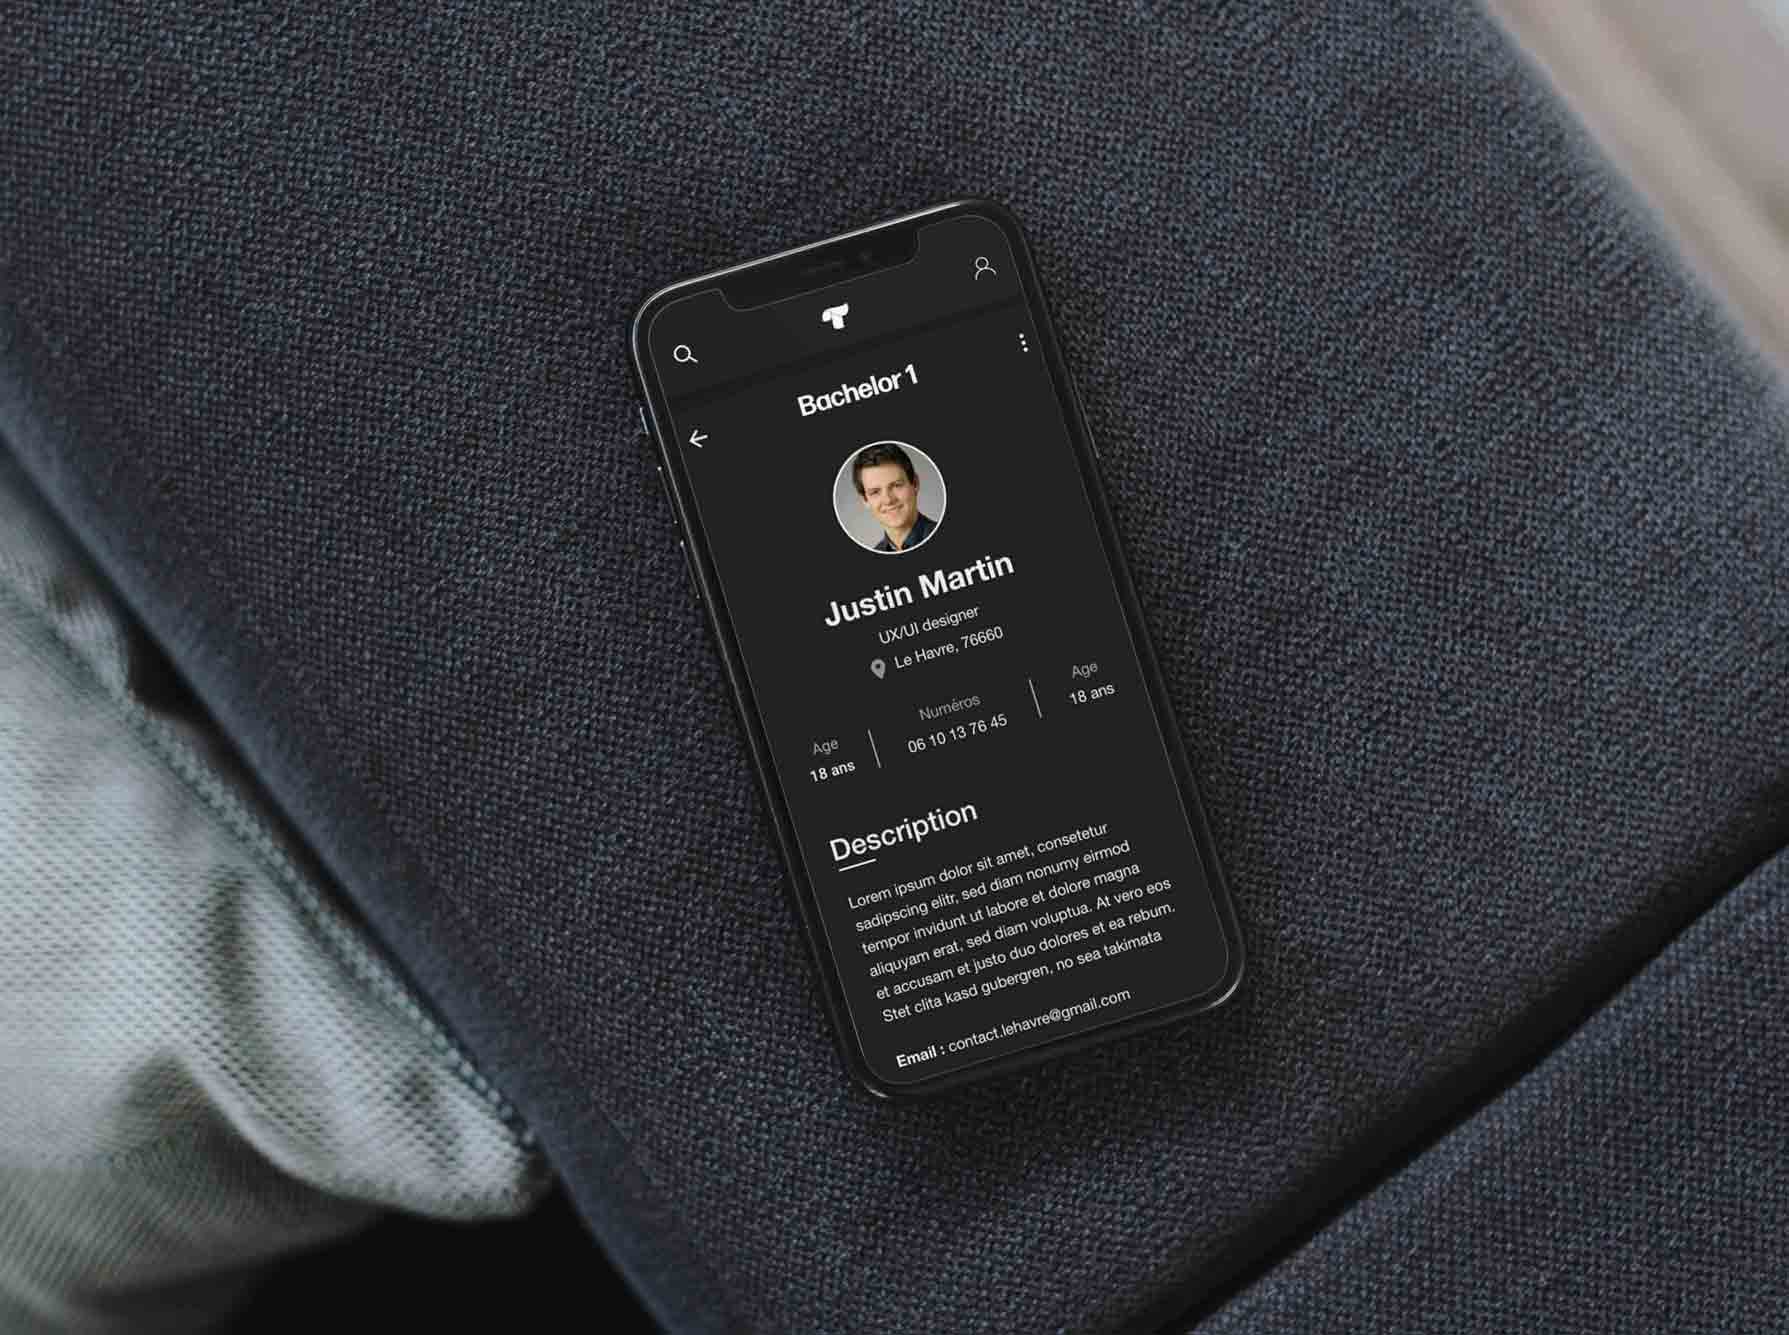 Bachelor 1
Justin Martin
UX/UI designer
Le Havre, 76660
Age
18 ans
Numéros
06 10 13 76 45
Age
18 ans
Description
Lorem ipsum dolor sit amet, consetetur
sadipscing elitr, sed diam nonumy eirmod
tempor invidunt ut labore et dolore magna
aliquyam erat, sed diam voluptua. At vero eos
et accusam et justo duo dolores et ea rebum.
Stet clita kasd gubergren, no sea takimata
Email : contact.lehavre@gmail.com